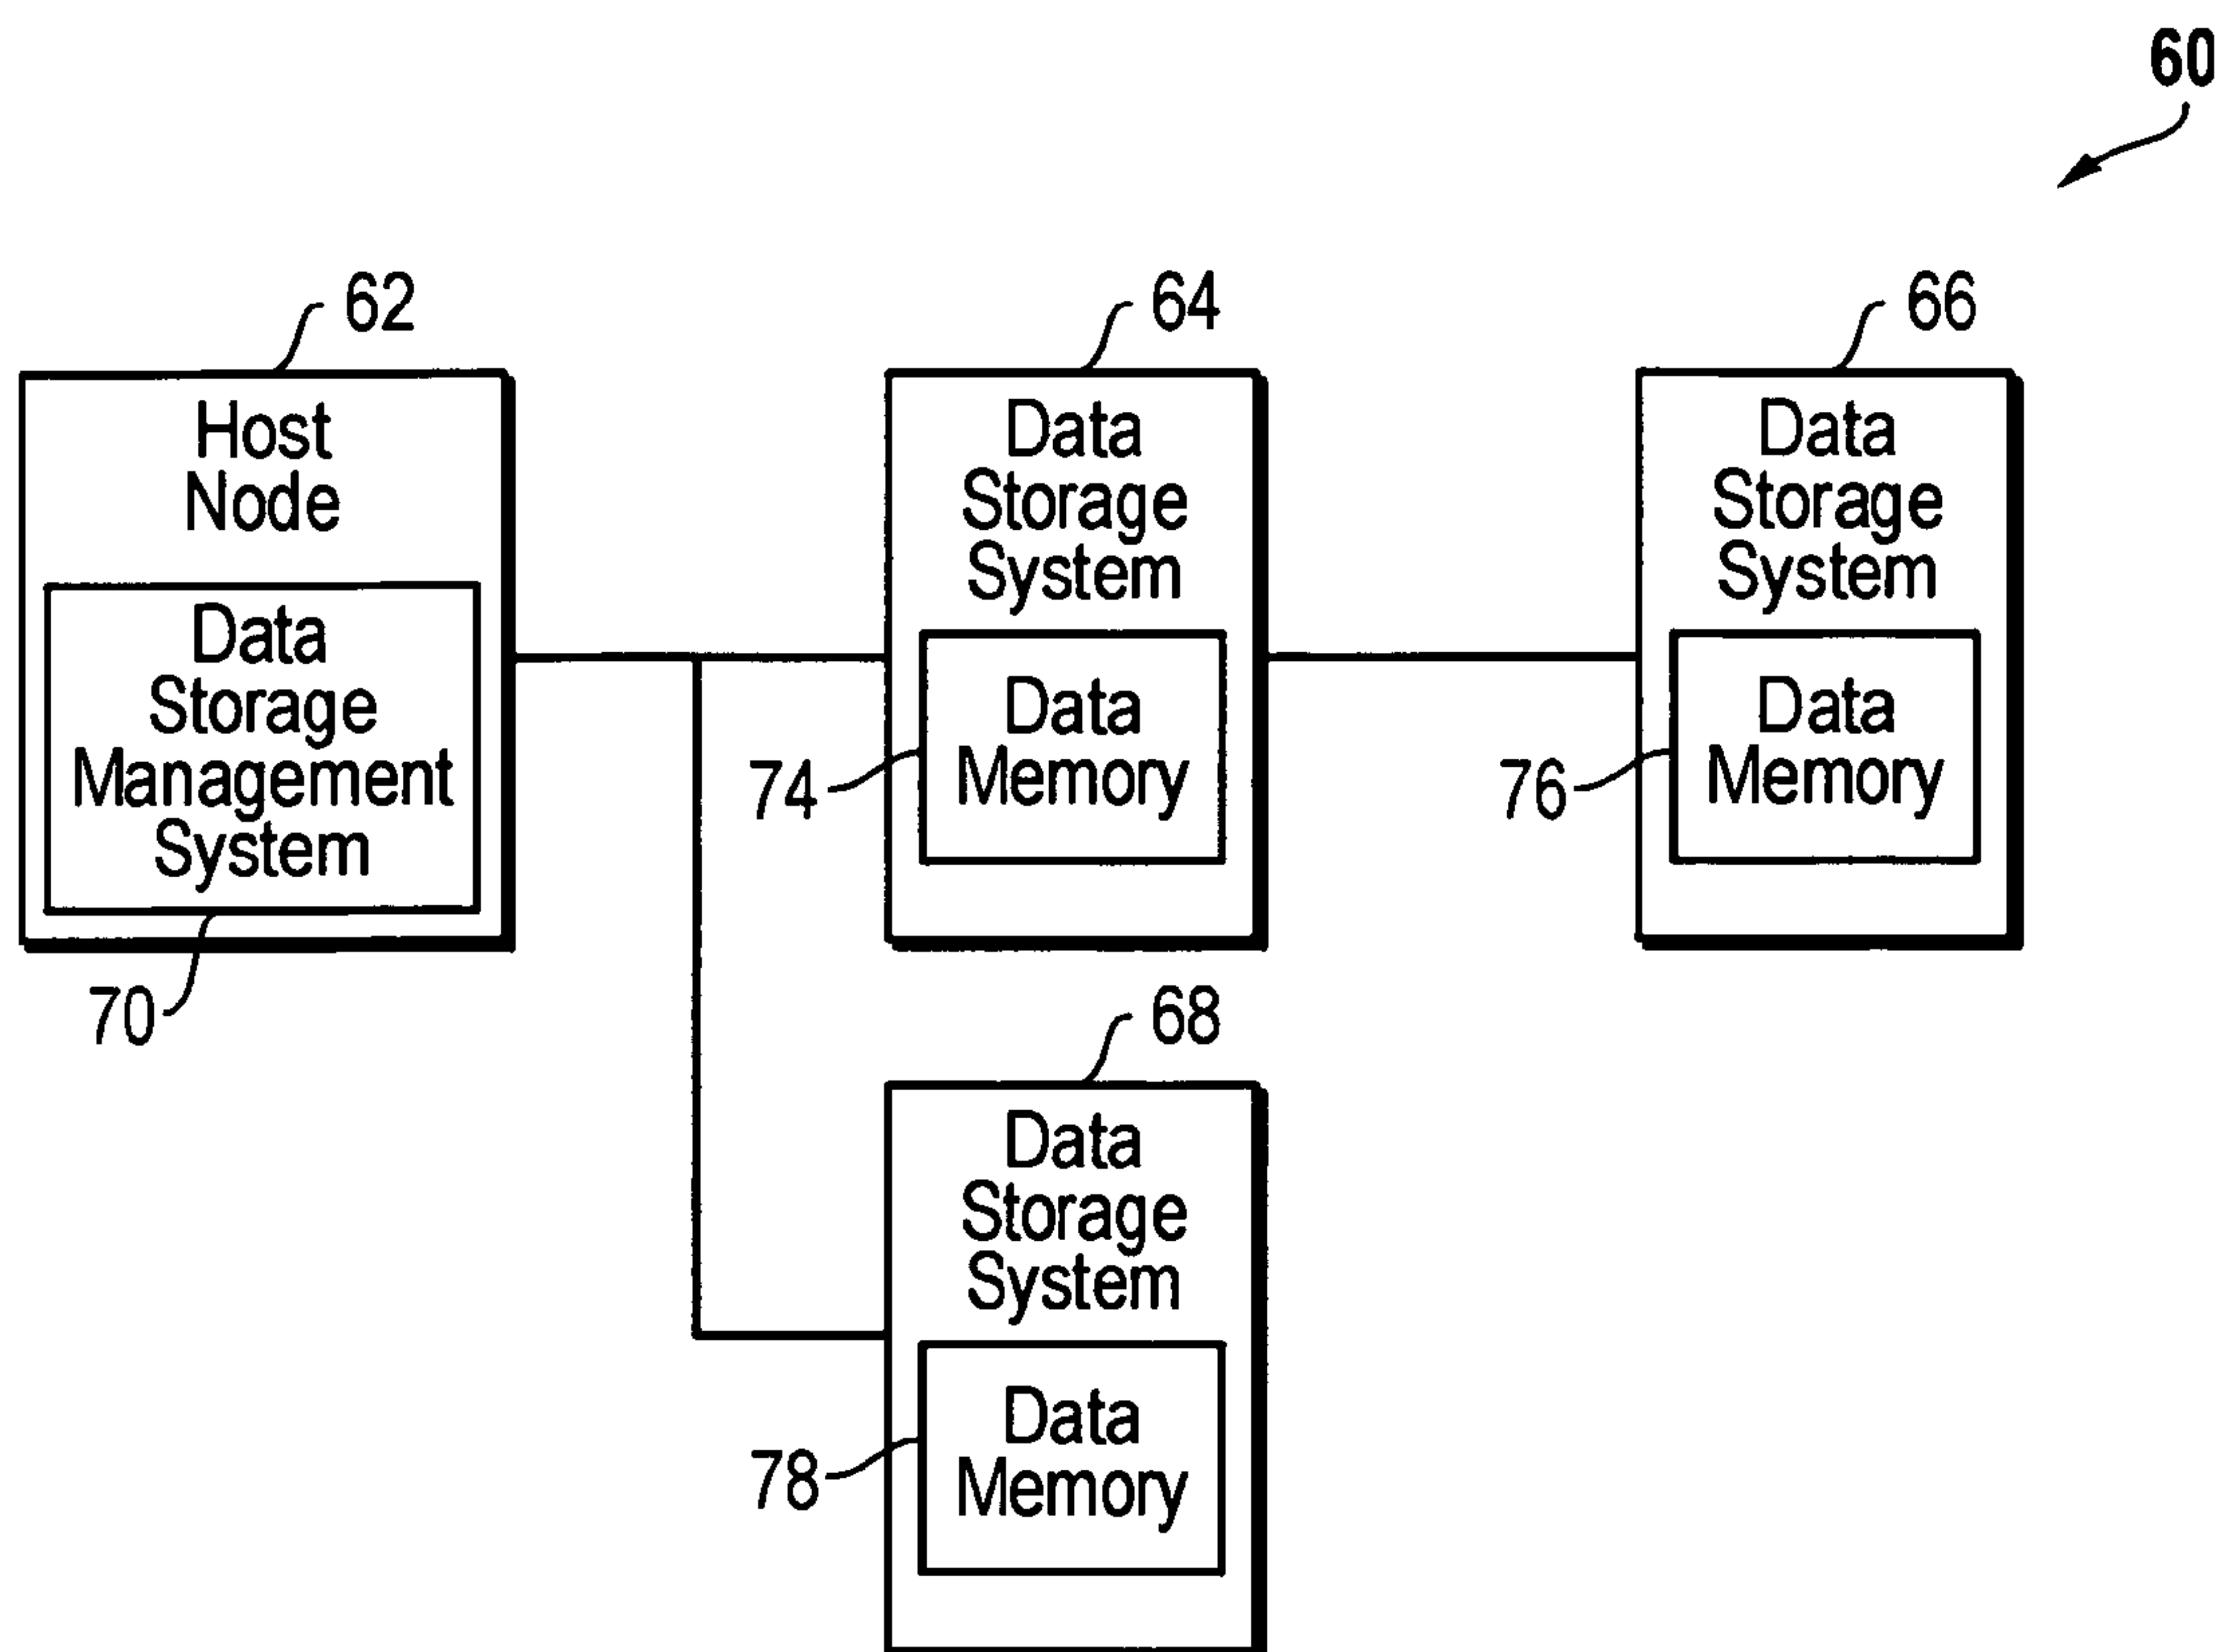 60
62
Host
Node
Data
Storage
Management
System
70
64
Data
Storage
System
Data
Memory
74
66
Data
Storage
System
Data
Memory
76
68
Data
Storage
System
Data
Memory
78